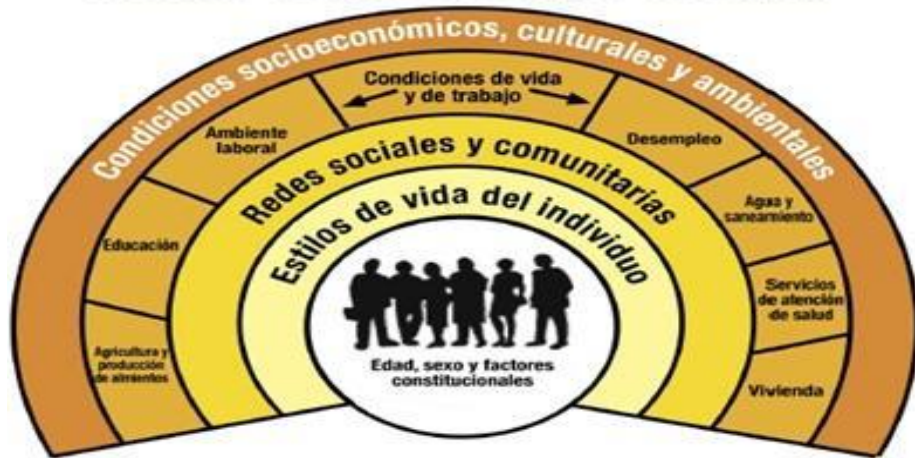 Condiciones socioeconómicos, culturales y ambientales
Condiciones de vida
y de trabajo
Ambiente
laboral
Desempleo
Educación
Agua y
saneamiento
Servicios
de atención
de salud
Agricultura y
producción
de alimentos
Vivienda
Redes sociales y comunitarias
Estilos de vida del individuo
Edad, sexo y factores
constitucionales